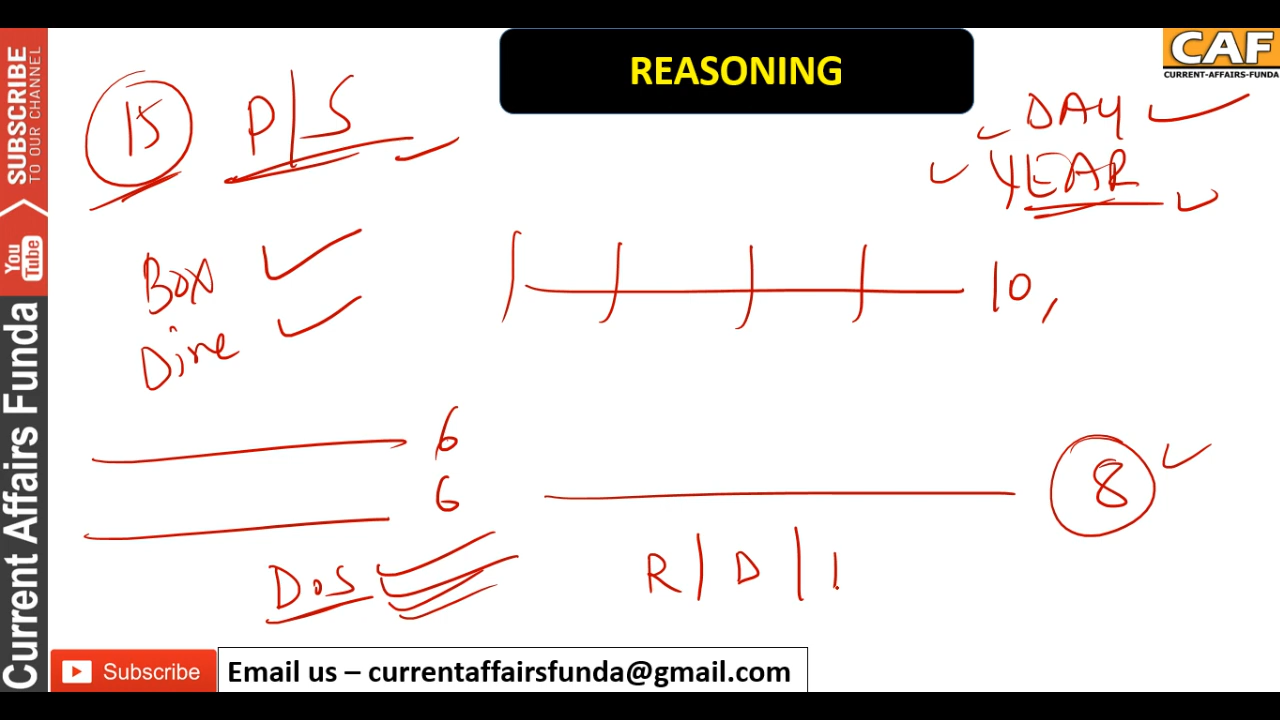 REASONING
CAF
CURRENT-AFFAIRS-FUNDA
SUBSCRIBE
TO OUR CHANNEL
You
Tube
Current Affairs Funda
15
P/S
DAY
YEAR
Box
Dire
10,
6
6
8
DOS
R/D/
Subscribe
Email us – currentaffairsfunda@gmail.com